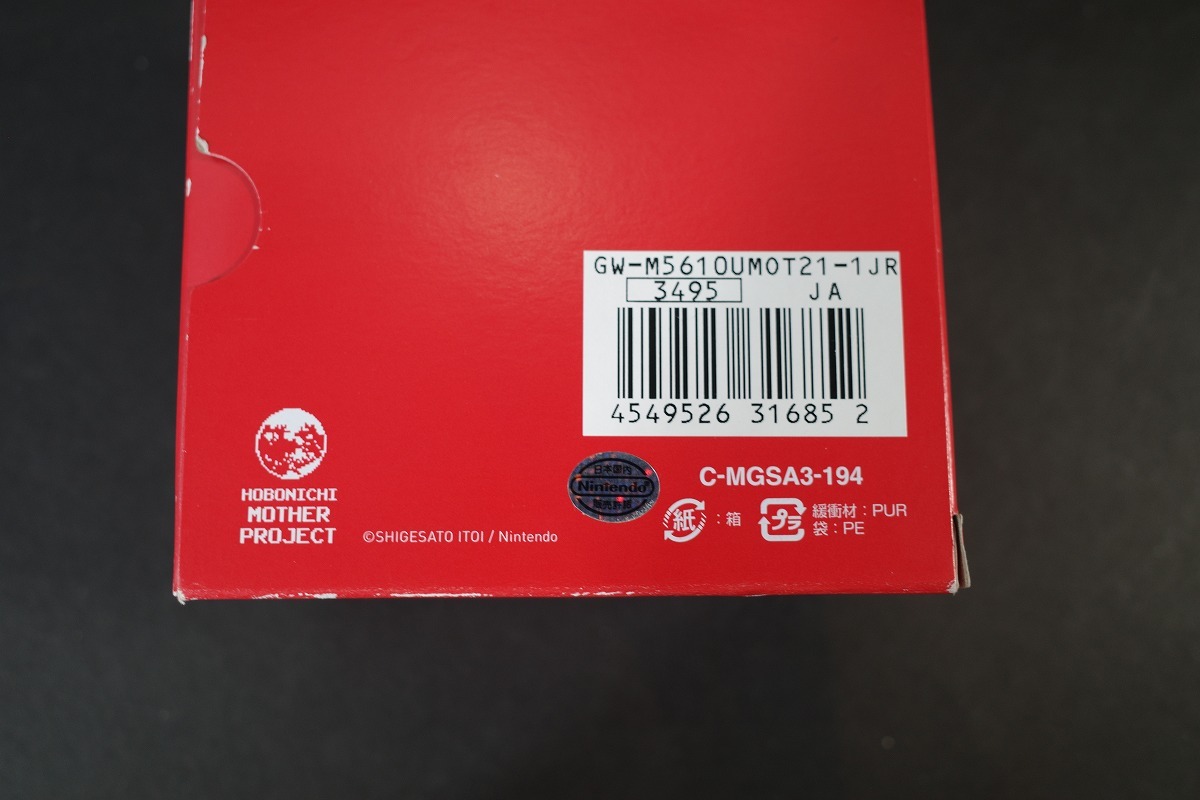 GW-M5610UMOT21-1JR
3495 JA
4549526 31685 2
日本国内
Nintendo
販売許諾
C-MGSA3-194
紙 : 箱
プラ 緩衝材 : PUR
袋 : PE
HOBONICHI
MOTHER
PROJECT
©SHIGESATO ITOI / Nintendo